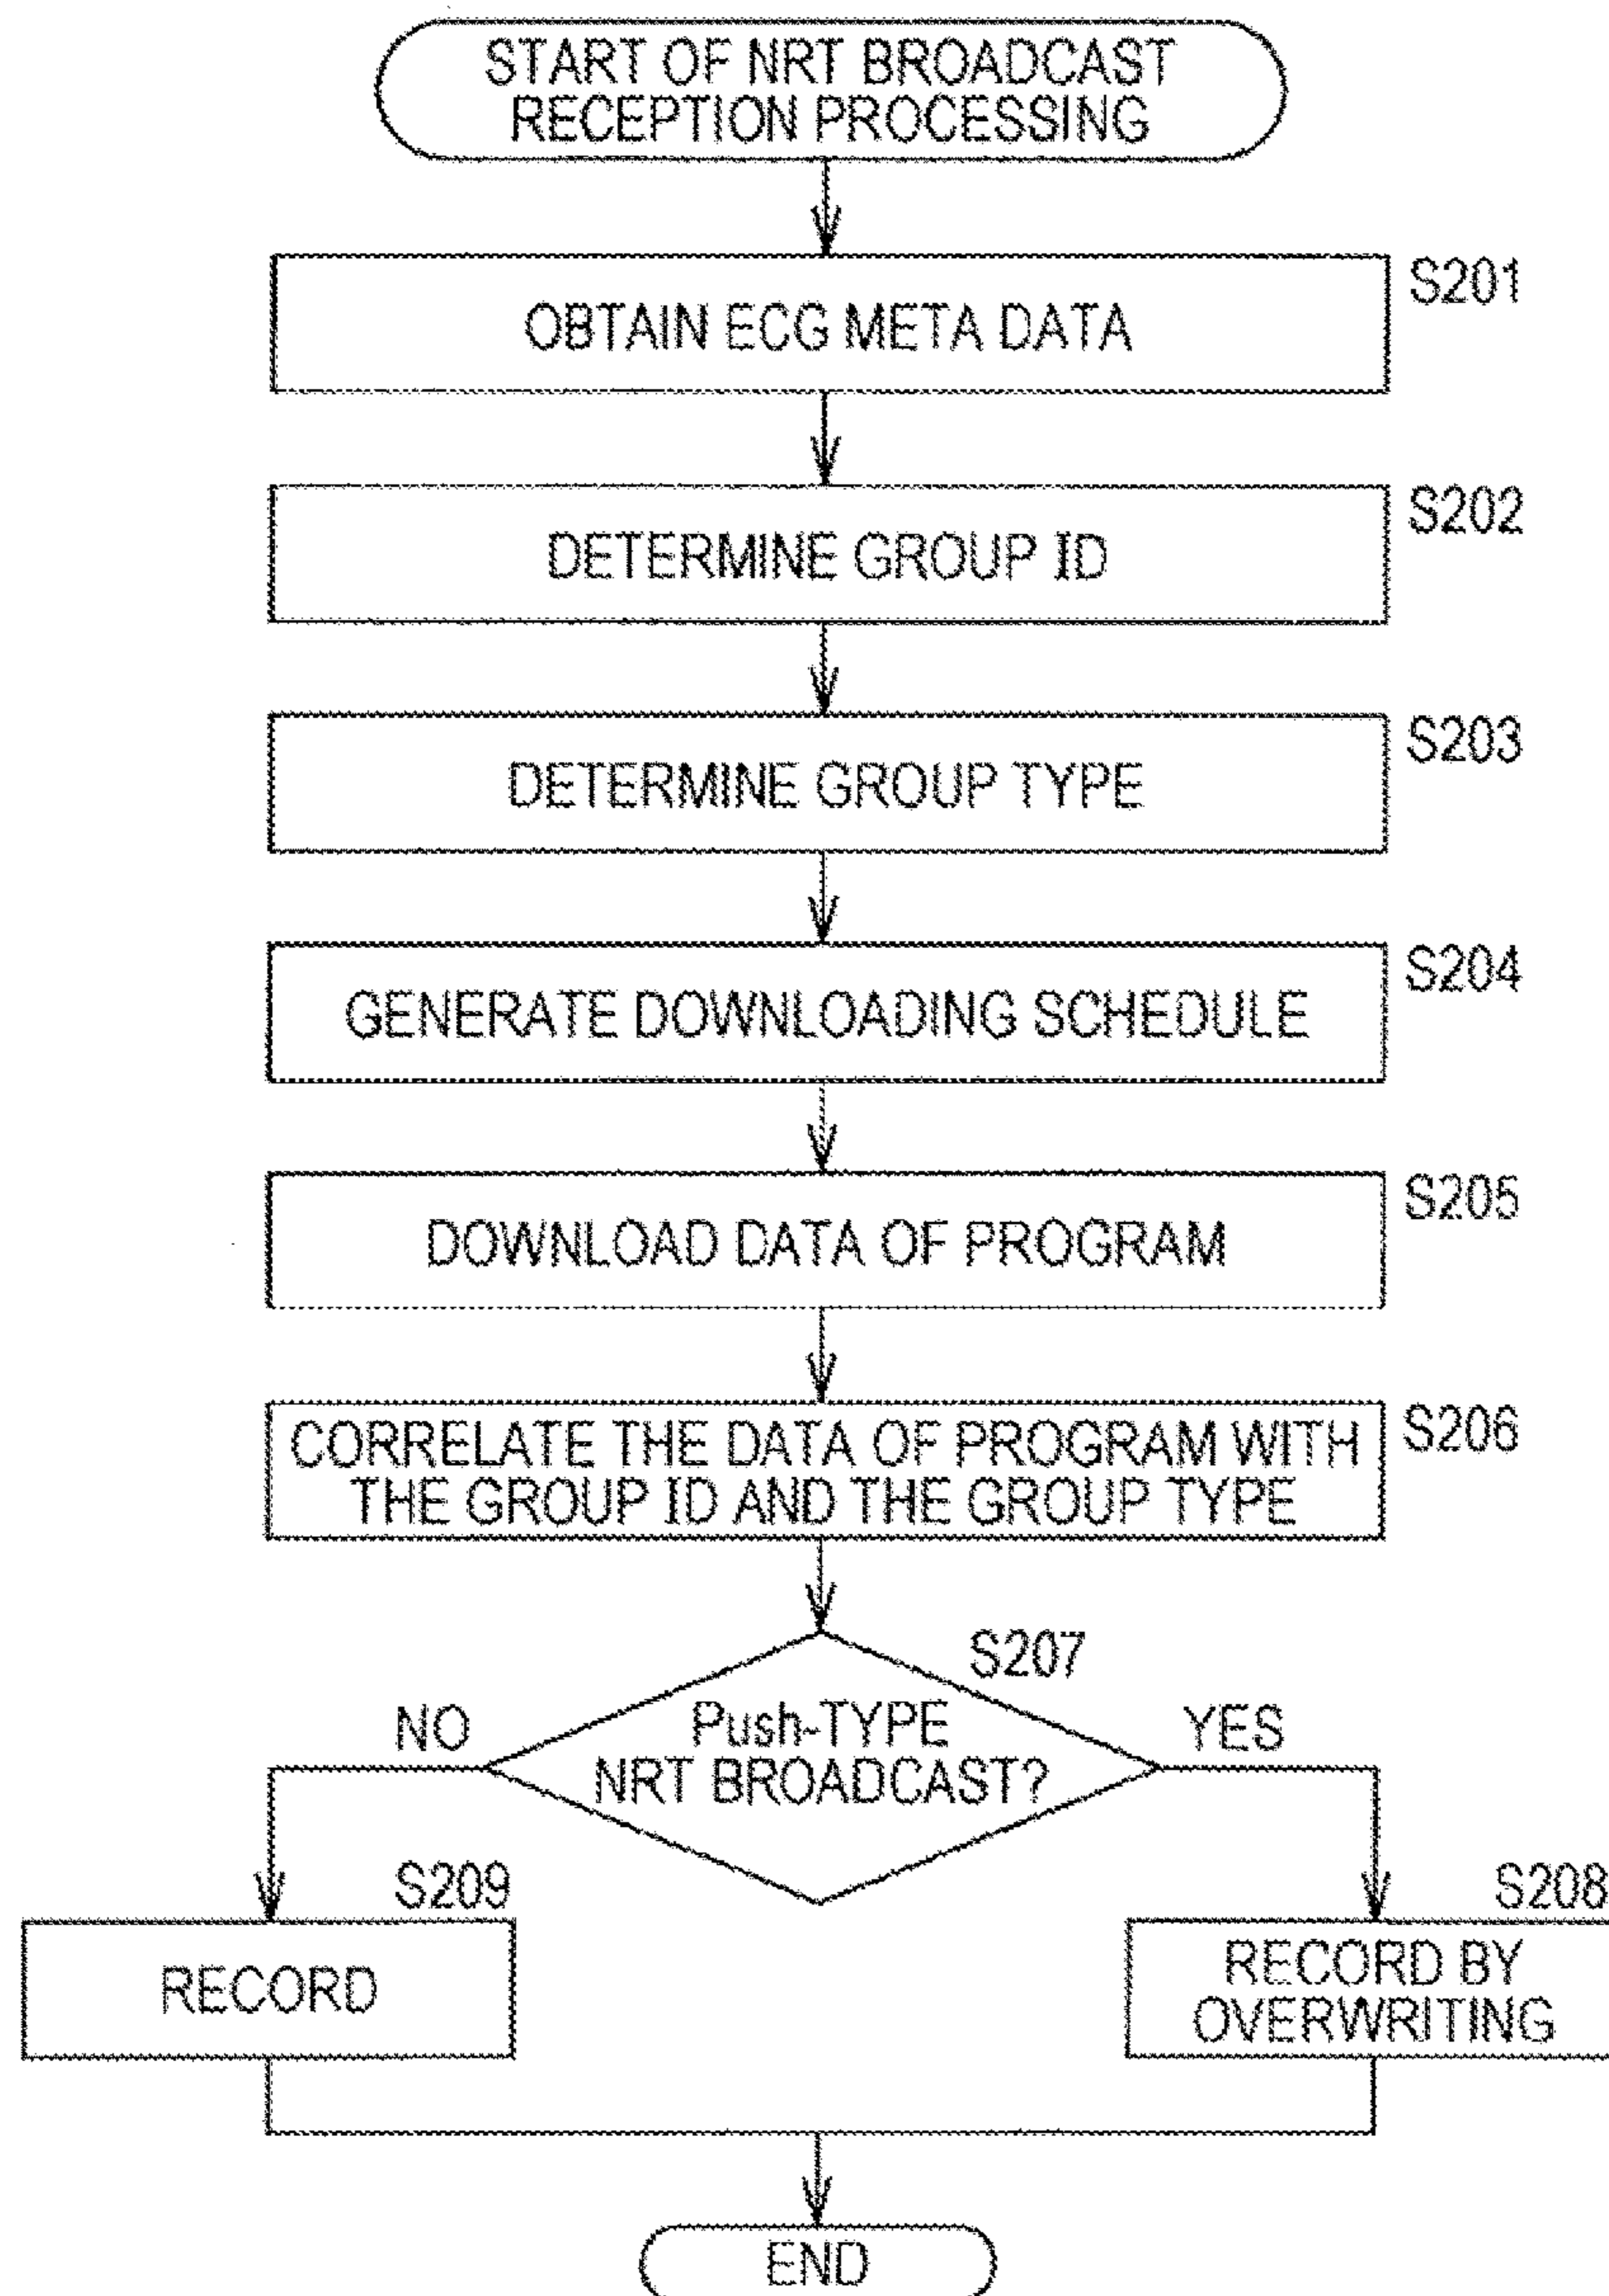 START OF NRT BROADCAST
RECEPTION PROCESSING
S201
OBTAIN ECG META DATA
S202
DETERMINE GROUP ID
S203
DETERMINE GROUP TYPE
S204
GENERATE DOWNLOADING SCHEDULE
S205
DOWNLOAD DATA OF PROGRAM
S206
CORRELATE THE DATA OF PROGRAM WITH
THE GROUP ID AND THE GROUP TYPE
S207
NO
Push-TYPE
NRT BROADCAST?
YES
S209
RECORD
S208
RECORD BY
OVERWRITING
END